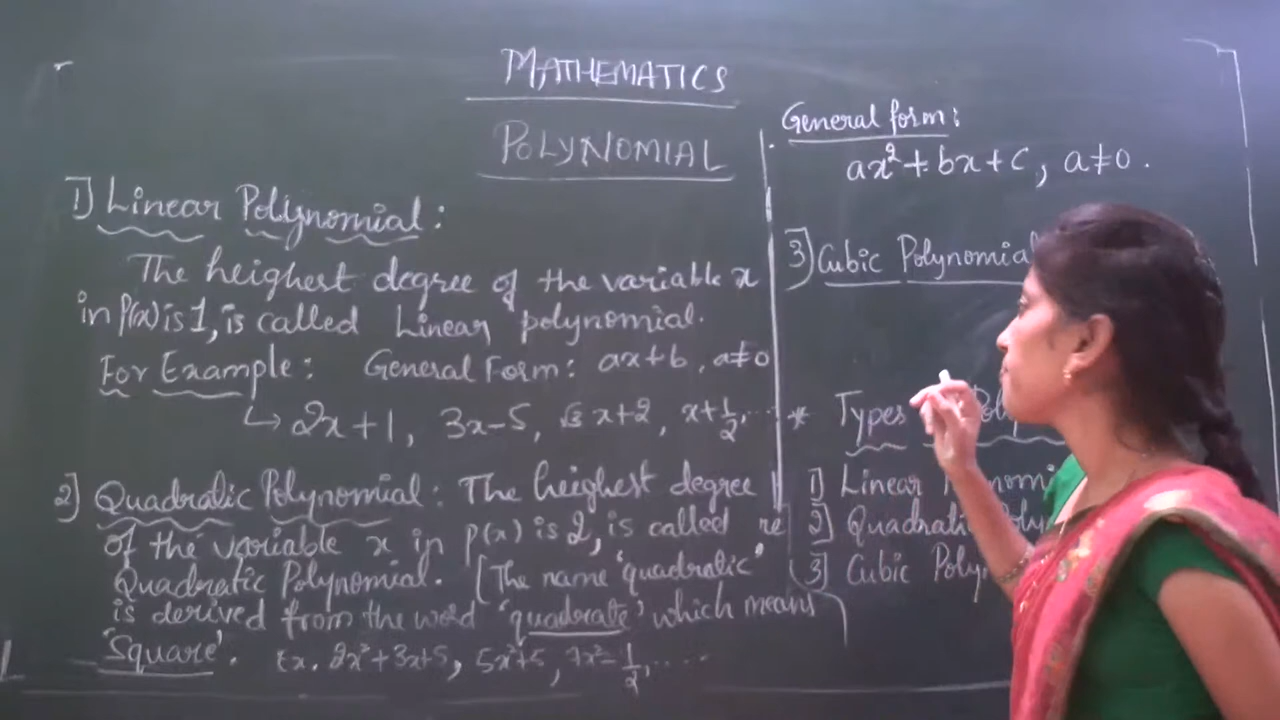 MATHEMATICS
POLYNOMIAL
1] Linear Polynomial:
The heighest degree of the variable x
in P(x) is 1, is called Linear polynomial.
For Example: General Form: ax+b, a≠0
↳ 2x+1, 3x-5, √3 x+2, x+1/2, ...
2] Quadratic Polynomial: The heighest degree
of the variable x in p(x) is 2, is called
Quadratic Polynomial. [The name 'quadratic'
is derived from the word 'quadrate' which means
'Square'. Ex. 2x²+3x+5, 5x²+5, 7x²-1/2, ....
General form:
ax²+bx+c, a≠0.
3] Cubic Polynomial
* Types
1] Linear
2] Quadratic
3] Cubic